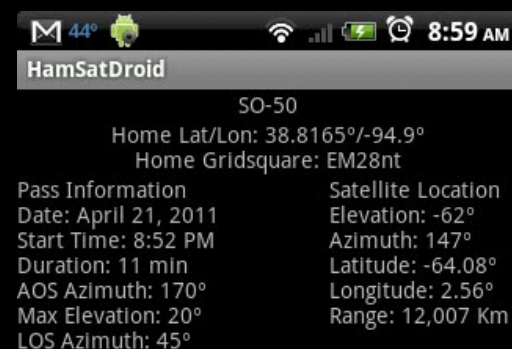 44° 8:59 AM
HamSatDroid
SO-50
Home Lat/Lon: 38.8165°/-94.9°
Home Gridsquare: EM28nt
Pass Information
Date: April 21, 2011
Start Time: 8:52 PM
Duration: 11 min
AOS Azimuth: 170°
Max Elevation: 20°
LOS Azimuth: 45°
Satellite Location
Elevation: -62°
Azimuth: 147°
Latitude: -64.08°
Longitude: 2.56°
Range: 12,007 Km